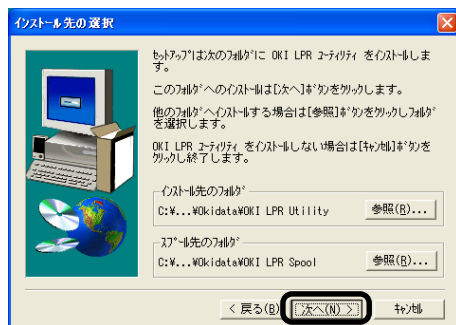 インストール先の選択
ｾｯﾄｱｯﾌﾟは次のﾌｫﾙﾀﾞに OKI LPR ﾕｰﾃｨﾘﾃｨ をｲﾝｽﾄｰﾙしま
す。
このﾌｫﾙﾀﾞへのｲﾝｽﾄｰﾙは[次へ]ﾎﾞﾀﾝをｸﾘｯｸします。
他のﾌｫﾙﾀﾞへｲﾝｽﾄｰﾙする場合は[参照]ﾎﾞﾀﾝをｸﾘｯｸしﾌｫﾙﾀﾞ
を選択します。
OKI LPR ﾕｰﾃｨﾘﾃｨ をｲﾝｽﾄｰﾙしない場合は[ｷｬﾝｾﾙ]ﾎﾞﾀﾝを
ｸﾘｯｸし終了します。
ｲﾝｽﾄｰﾙ先のﾌｫﾙﾀﾞ
C:¥...¥Okidata¥OKI LPR Utility 参照(R)...
ｽﾌﾟｰﾙ先のﾌｫﾙﾀﾞ
C:¥...¥Okidata¥OKI LPR Spool 参照(R)...
< 戻る(B) 次へ(N) > ｷｬﾝｾﾙ